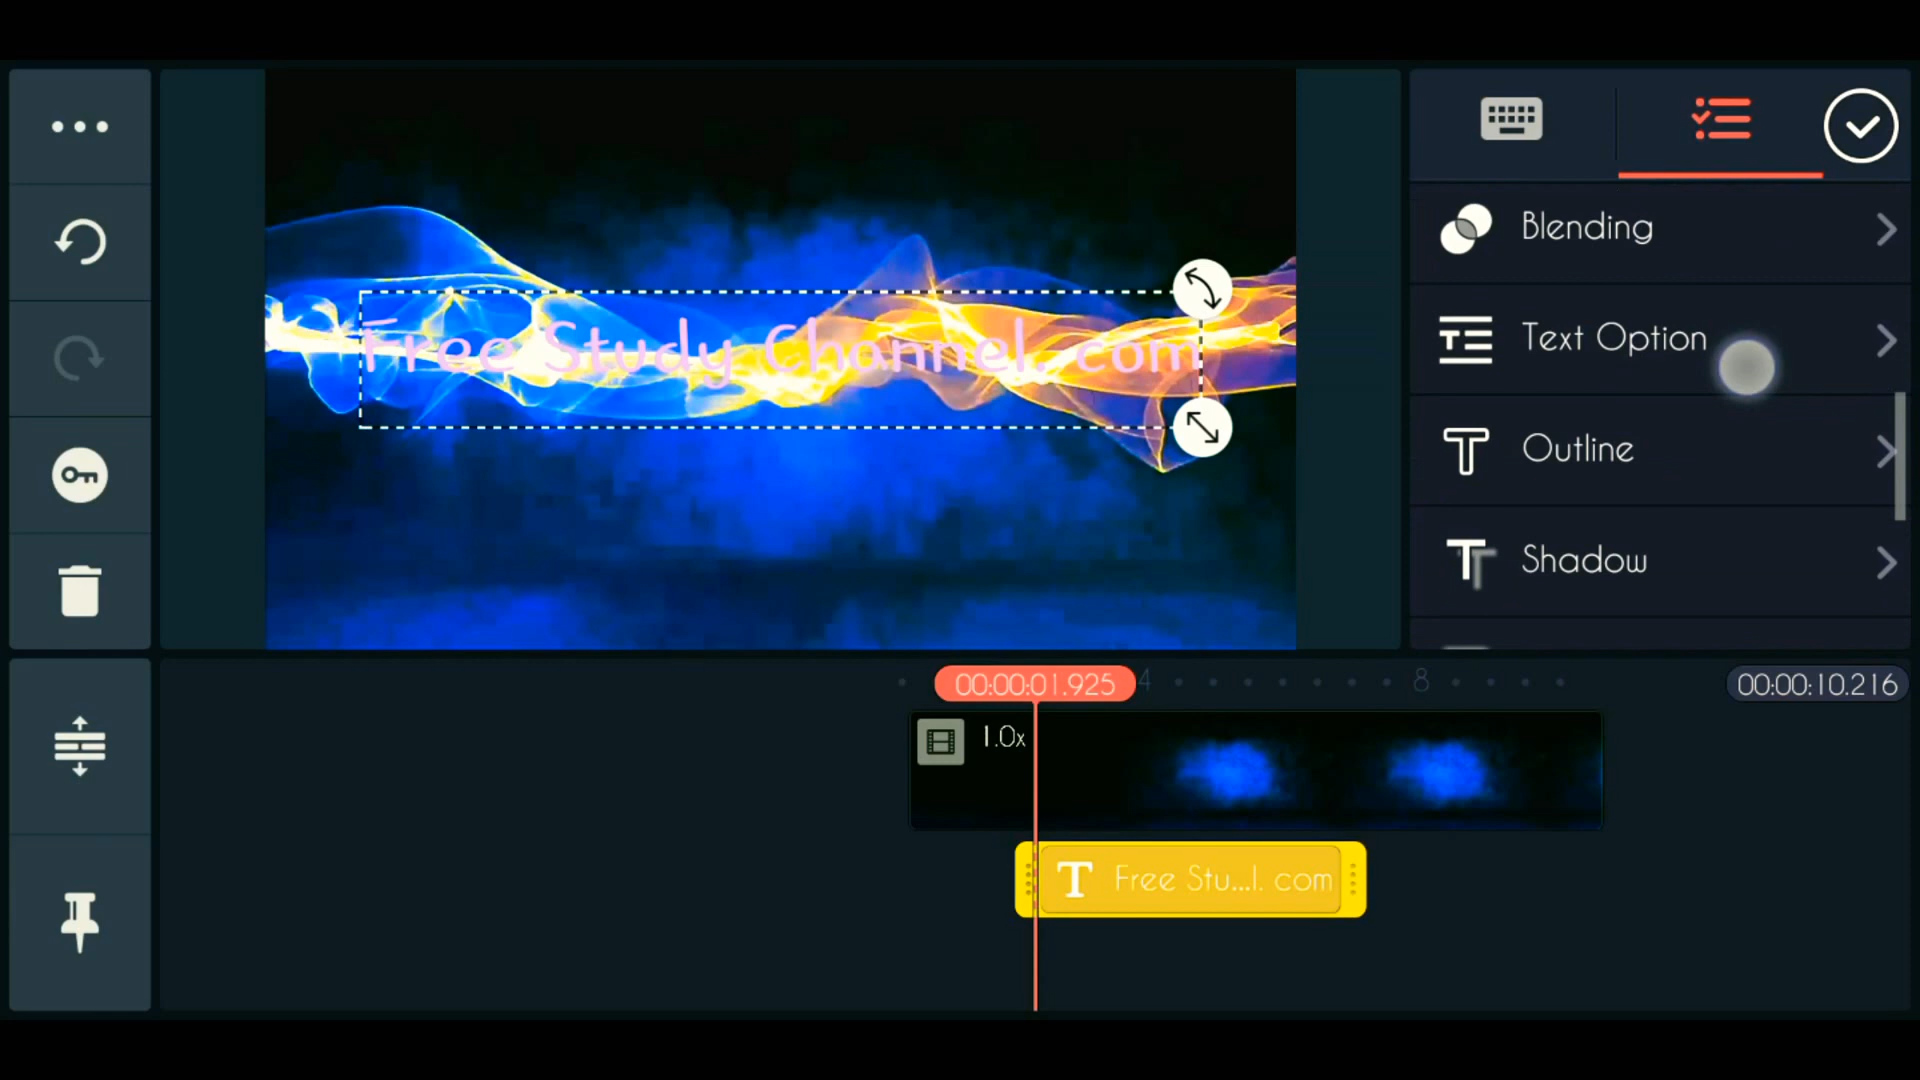 Free Study Channel. com
Blending
Text Option
Outline
Shadow
00:00:01.925
4
8
00:00:10.216
1.0x
T Free Stu...l. com